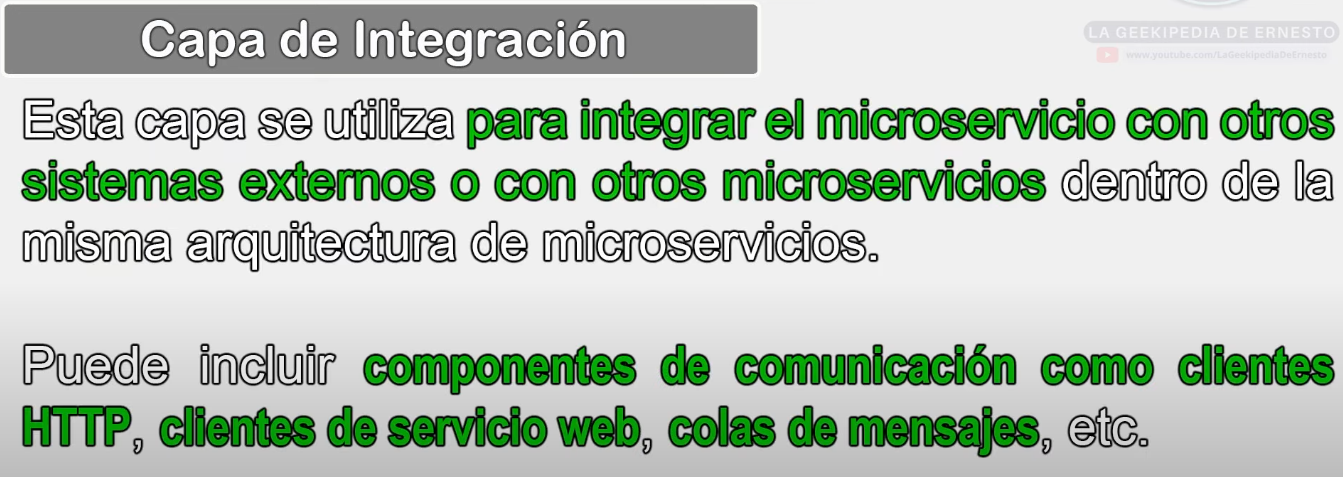 Capa de Integración
LA GEEKIPEDIA DE ERNESTO
www.youtube.com/LaGeekipediaDeErnesto
Esta capa se utiliza para integrar el microservicio con otros
sistemas externos o con otros microservicios dentro de la
misma arquitectura de microservicios.
Puede incluir componentes de comunicación como clientes
HTTP, clientes de servicio web, colas de mensajes, etc.